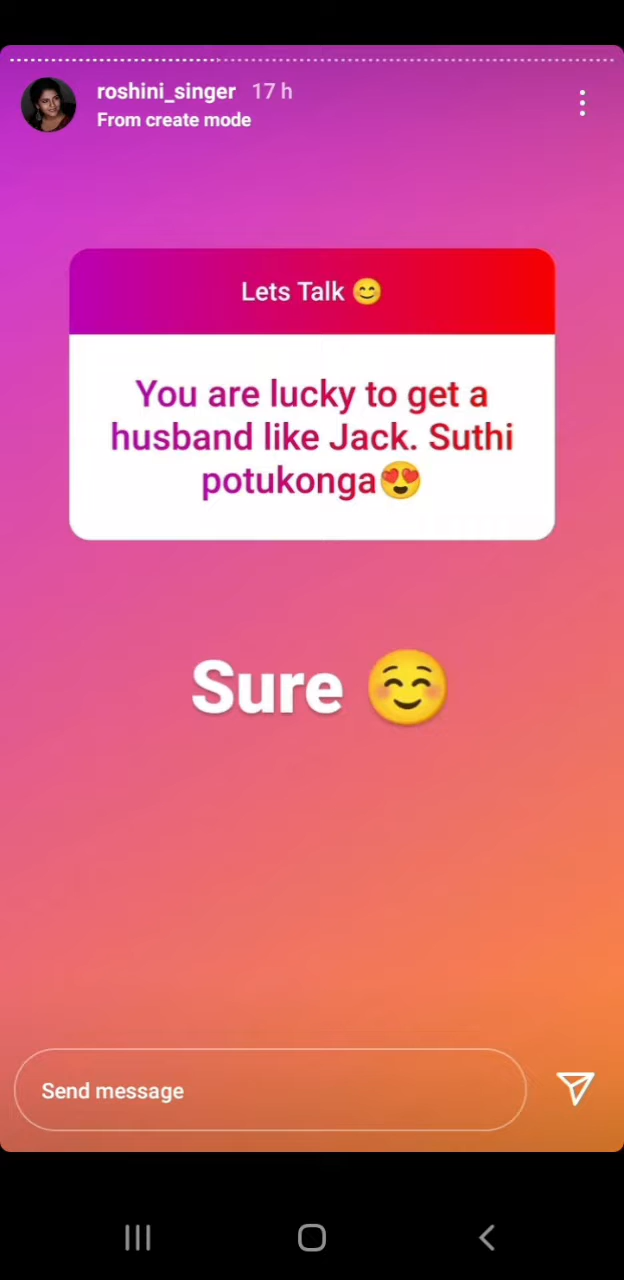 roshini_singer 17 h
From create mode
Lets Talk 😊
You are lucky to get a
husband like Jack. Suthi
potukonga😍
Sure ☺️
Send message